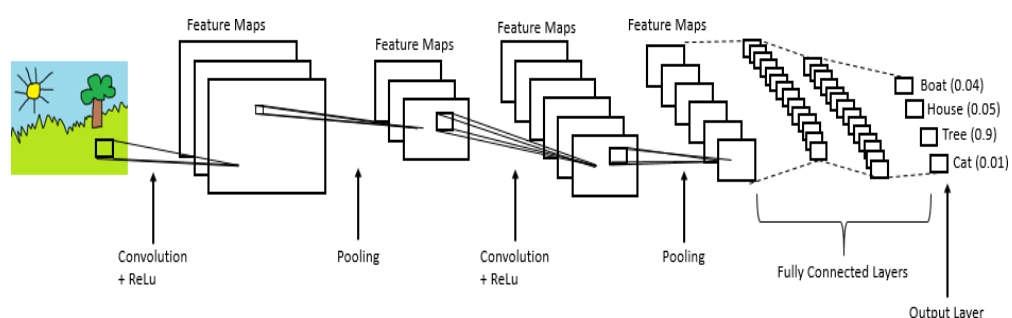 Feature Maps
Feature Maps
Feature Maps
Feature Maps
Boat (0.04)
House (0.05)
Tree (0.9)
Cat (0.01)
Convolution
+ ReLu
Pooling
Convolution
+ ReLu
Pooling
Fully Connected Layers
Output Layer